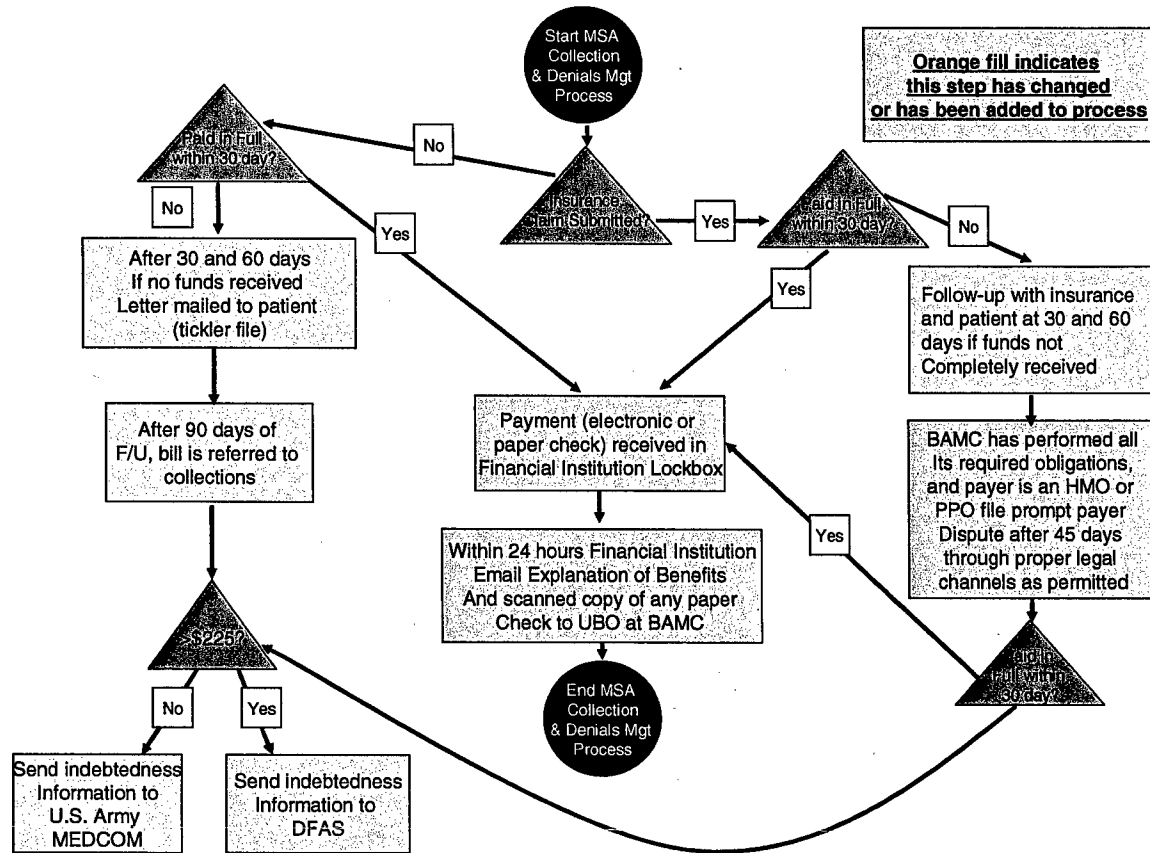 Start MSA
Collection
& Denials Mgt
Process
Orange fill indicates
this step has changed
or has been added to process
Paid in Full
within 30 day?
No
Insurance
Claim Submitted?
Yes
Paid in Full
within 30 day?
No
No
Yes
Yes
After 30 and 60 days
If no funds received
Letter mailed to patient
(tickler file)
Follow-up with insurance
and patient at 30 and 60
days if funds not
Completely received
After 90 days of
F/U, bill is referred to
collections
Payment (electronic or
paper check) received in
Financial Institution Lockbox
BAMC has performed all
Its required obligations,
and payer is an HMO or
PPO file prompt payer
Dispute after 45 days
through proper legal
channels as permitted
Yes
Within 24 hours Financial Institution
Email Explanation of Benefits
And scanned copy of any paper
Check to UBO at BAMC
$225?
Paid in
Full within
30 day?
No
Yes
End MSA
Collection
& Denials Mgt
Process
Send indebtedness
Information to
U.S. Army
MEDCOM
Send indebtedness
Information to
DFAS